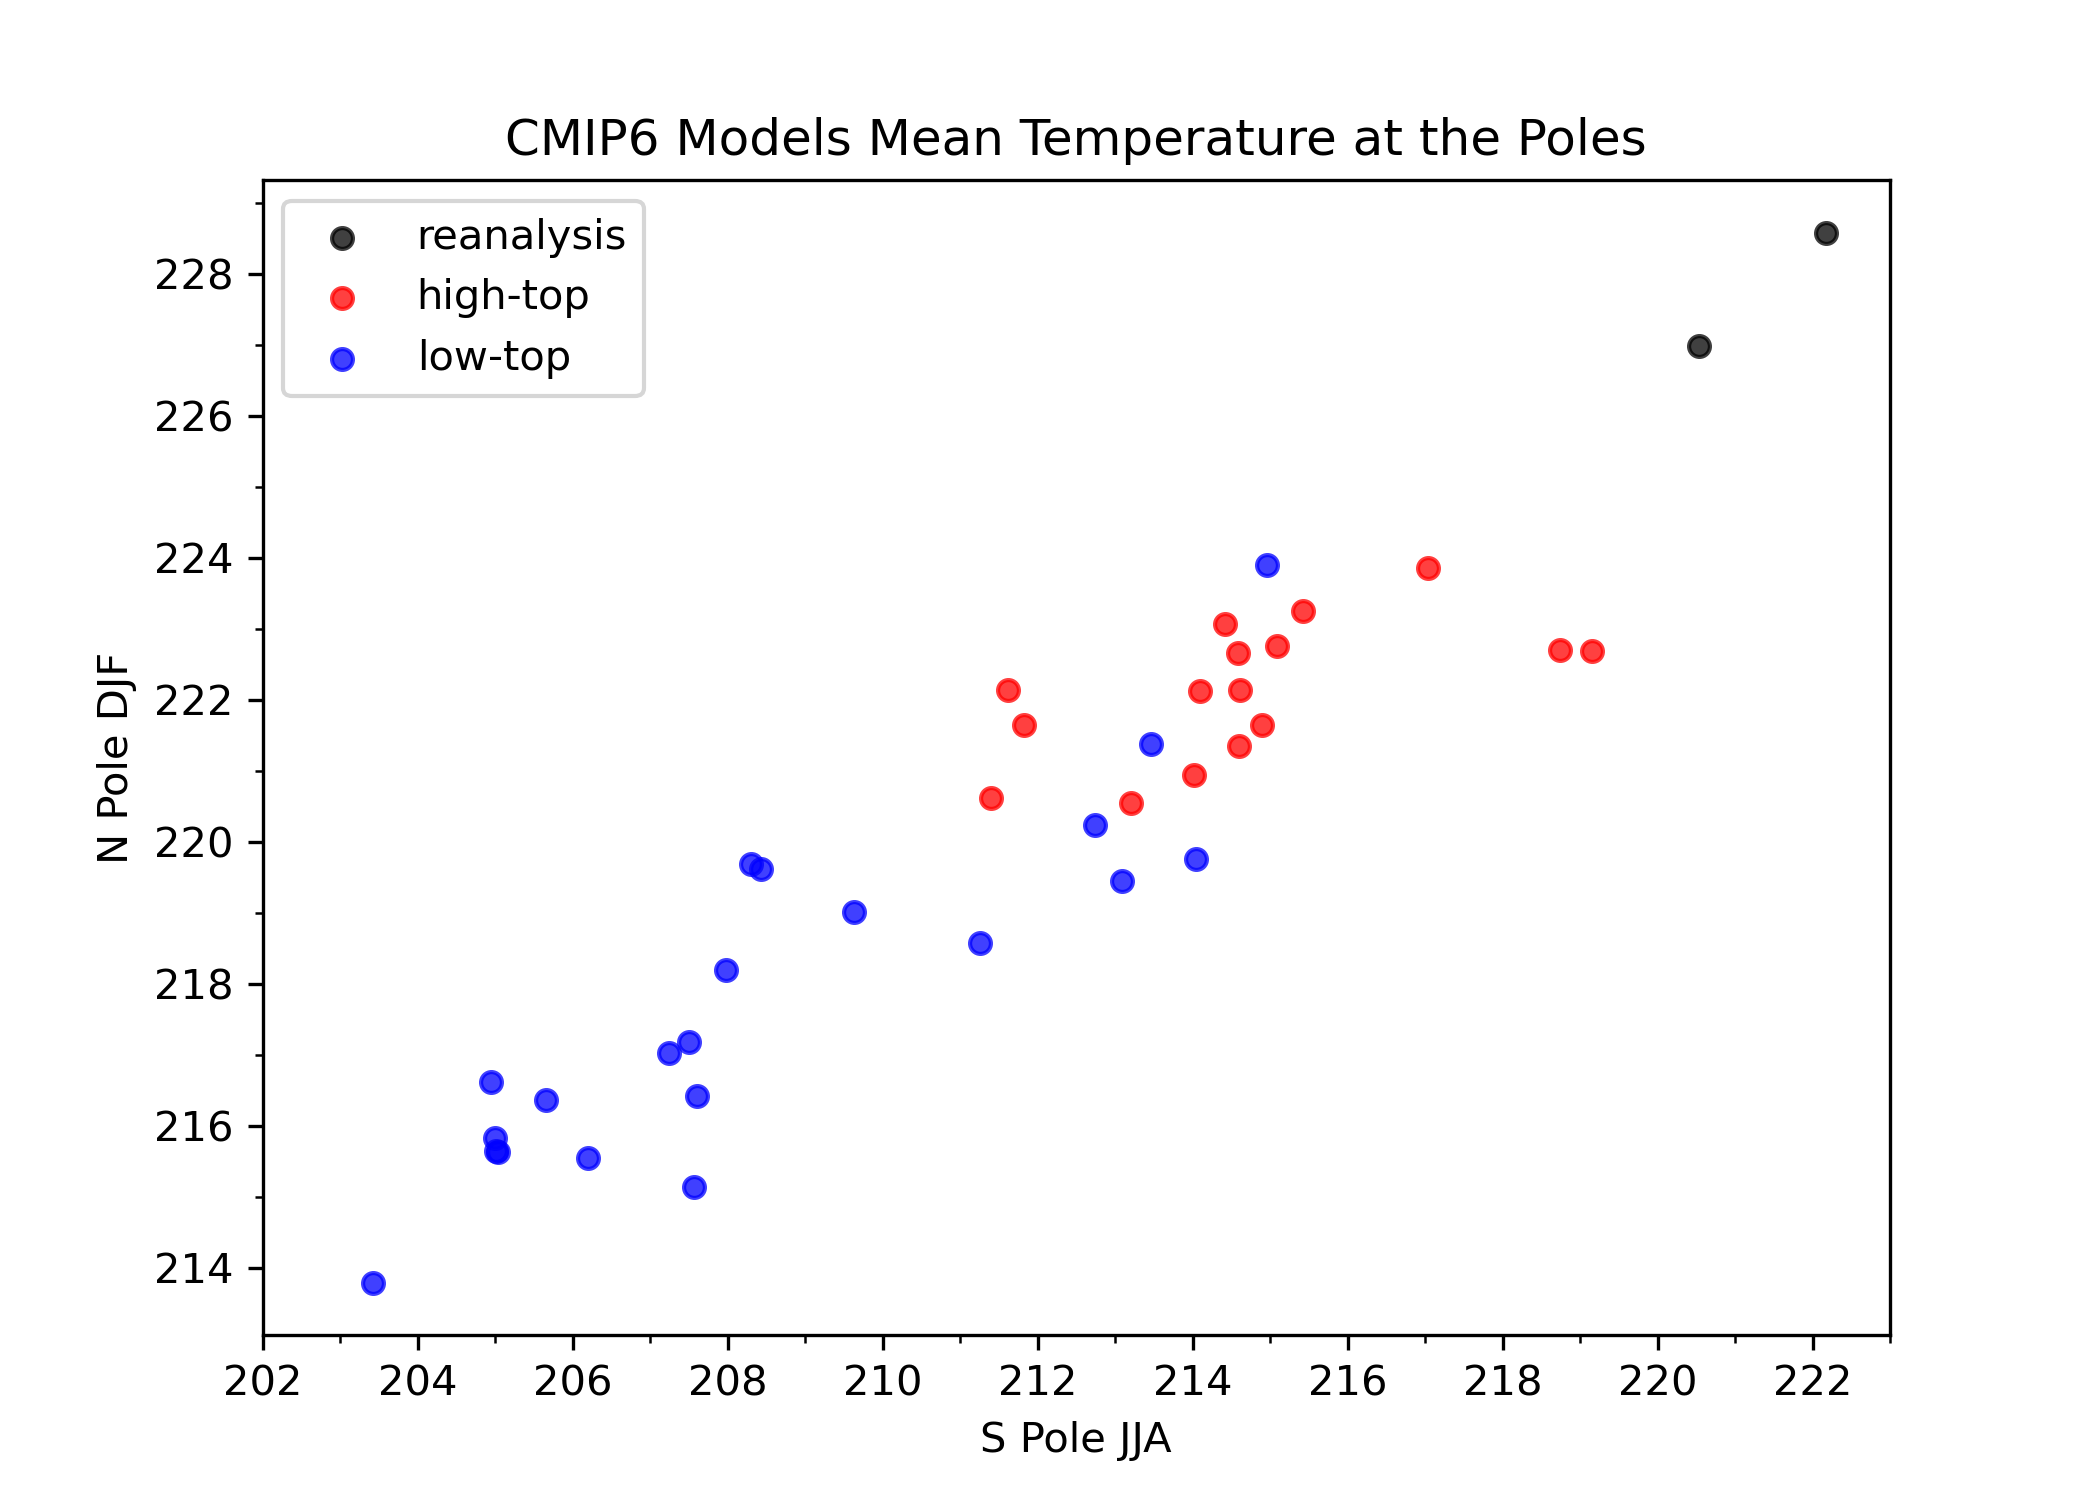 CMIP6 Models Mean Temperature at the Poles
reanalysis
high-top
low-top
228
226
224
222
220
218
216
214
N Pole DJF
202 204 206 208 210 212 214 216 218 220 222
S Pole JJA